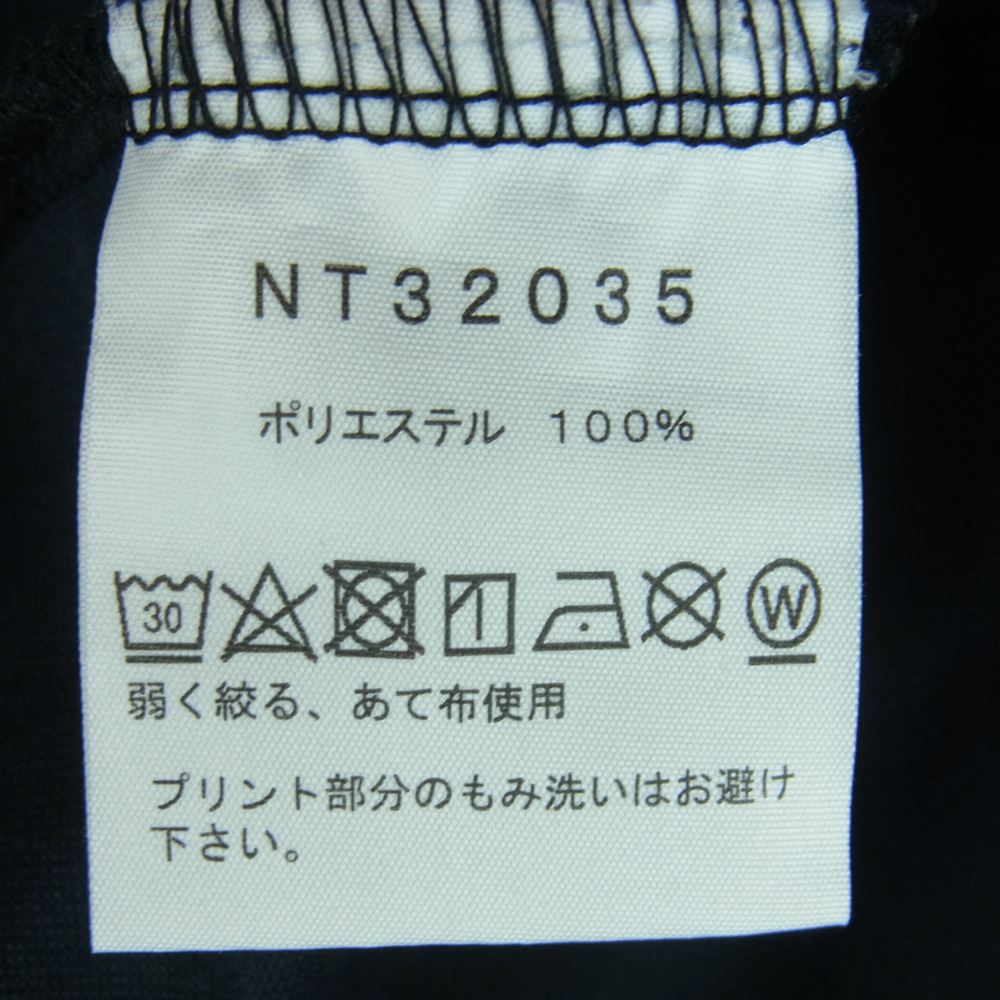 NT32035
ポリエステル 100%
30 W
弱く絞る、あて布使用
プリント部分のもみ洗いはお避け
下さい。